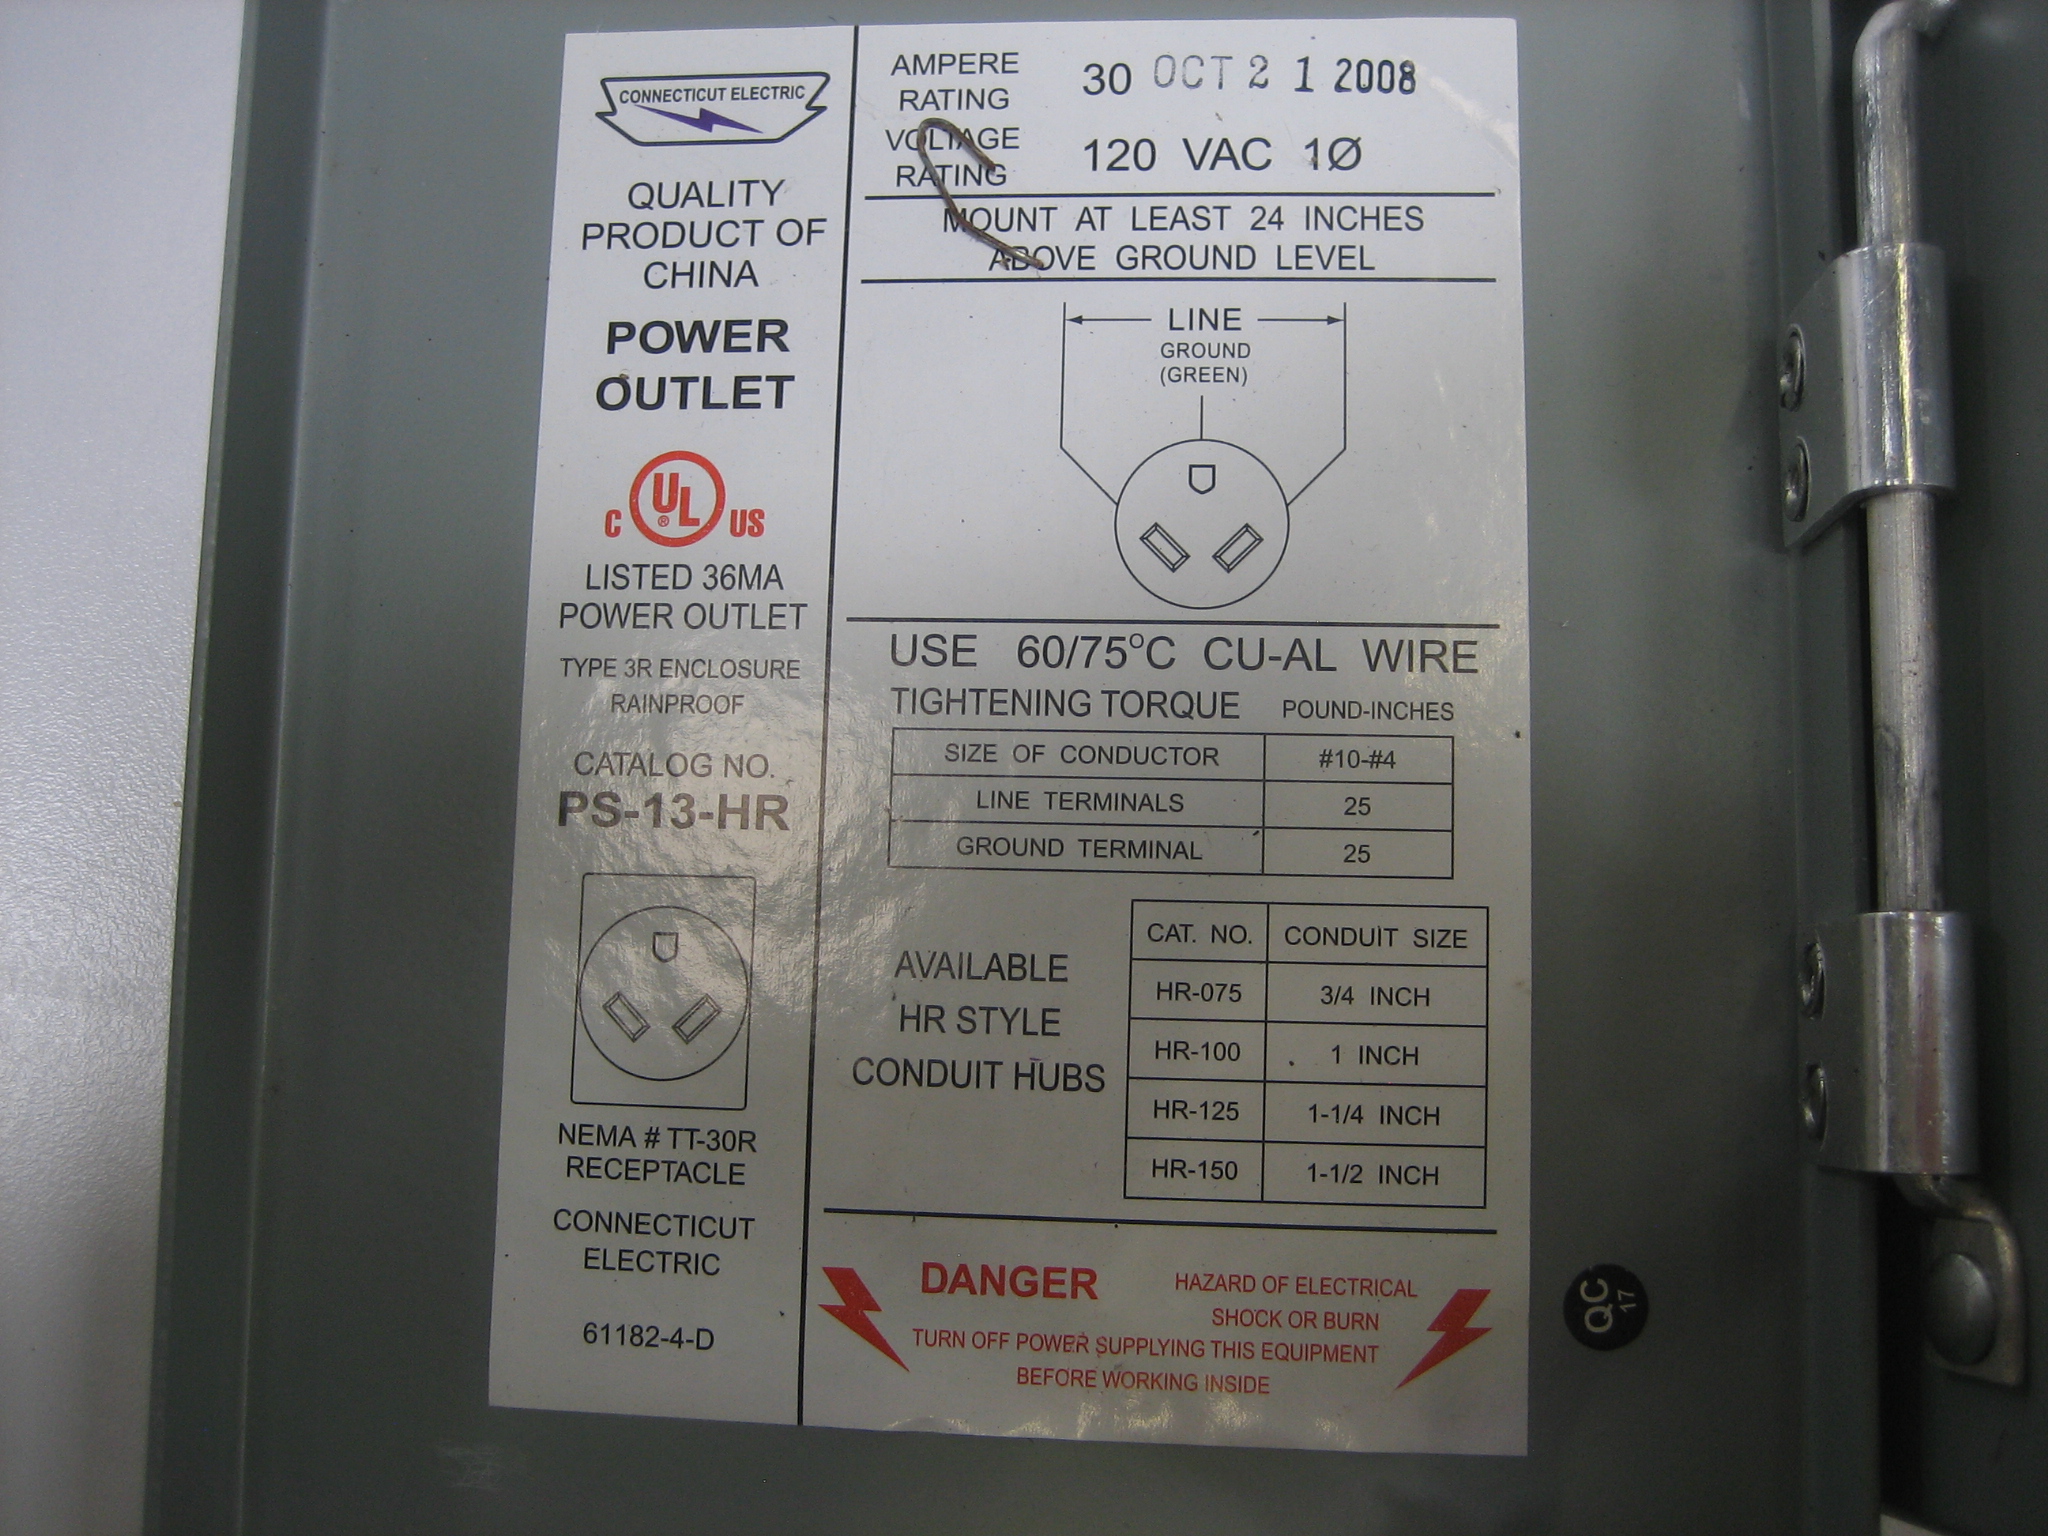 CONNECTICUT ELECTRIC
QUALITY
PRODUCT OF
CHINA
POWER
OUTLET
C UL® US
LISTED 36MA
POWER OUTLET
TYPE 3R ENCLOSURE
RAINPROOF
CATALOG NO.
PS-13-HR
NEMA # TT-30R
RECEPTACLE
CONNECTICUT
ELECTRIC
61182-4-D
AMPERE
RATING
30 OCT 21 2008
VOLTAGE
RATING
120 VAC 1Ø
MOUNT AT LEAST 24 INCHES
ABOVE GROUND LEVEL
LINE
GROUND
(GREEN)
USE 60/75°C CU-AL WIRE
TIGHTENING TORQUE POUND-INCHES
SIZE OF CONDUCTOR #10-#4
LINE TERMINALS 25
GROUND TERMINAL 25
AVAILABLE
HR STYLE
CONDUIT HUBS
CAT. NO. CONDUIT SIZE
HR-075 3/4 INCH
HR-100 1 INCH
HR-125 1-1/4 INCH
HR-150 1-1/2 INCH
DANGER
HAZARD OF ELECTRICAL
SHOCK OR BURN
TURN OFF POWER SUPPLYING THIS EQUIPMENT
BEFORE WORKING INSIDE
QC
17